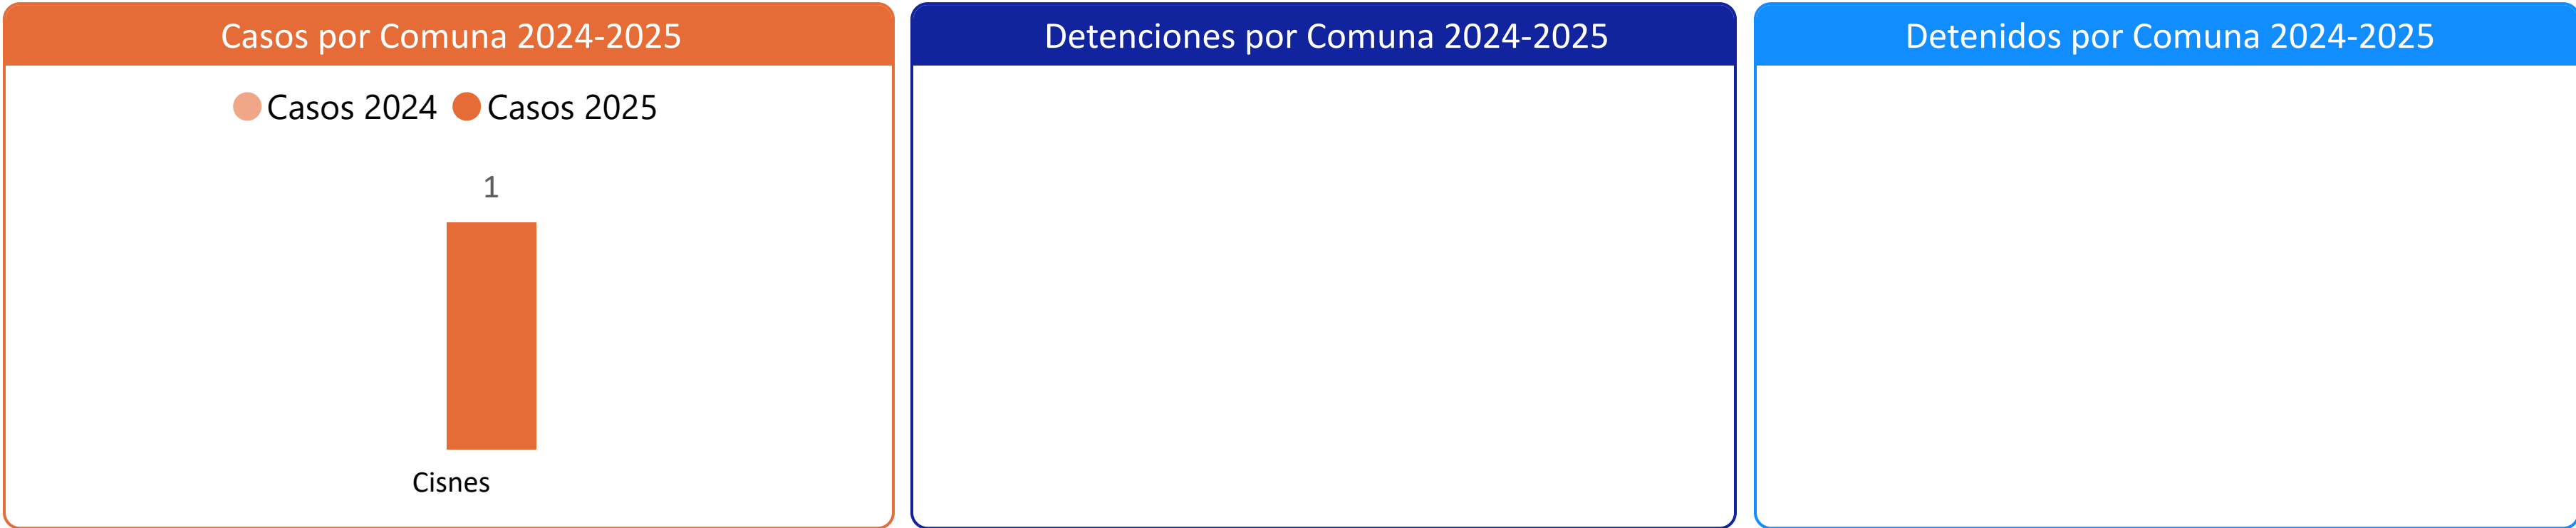 Casos por Comuna 2024-2025
Casos 2024 Casos 2025
1
Cisnes
Detenciones por Comuna 2024-2025
Detenidos por Comuna 2024-2025